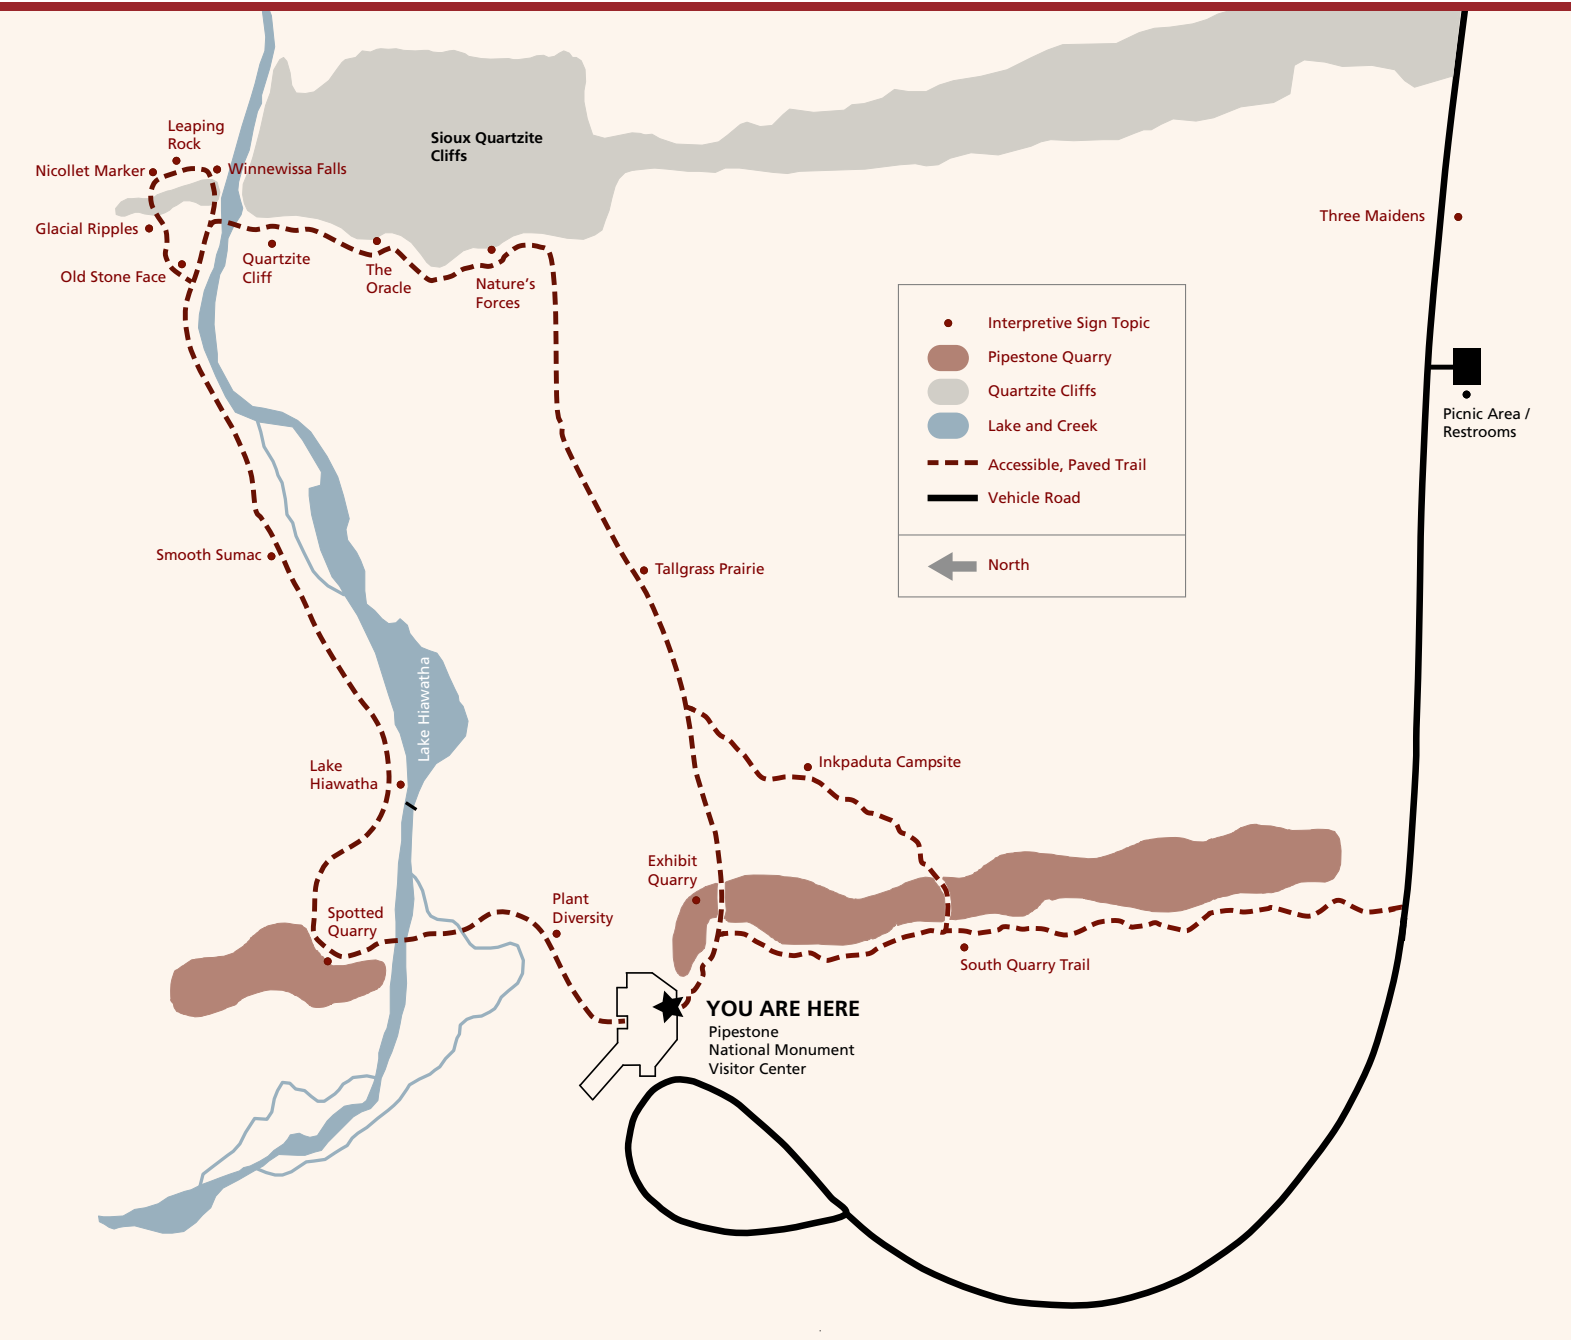 Leaping
Rock
Nicollet Marker
Winnewissa Falls
Glacial Ripples
Old Stone Face
Sioux Quartzite
Cliffs
Quartzite
Cliff
The
Oracle
Nature's
Forces
Three Maidens
Interpretive Sign Topic
Pipestone Quarry
Quartzite Cliffs
Lake and Creek
Accessible, Paved Trail
Vehicle Road
North
Picnic Area /
Restrooms
Smooth Sumac
Tallgrass Prairie
Lake Hiawatha
Lake
Hiawatha
Inkpaduta Campsite
Exhibit
Quarry
Plant
Diversity
Spotted
Quarry
South Quarry Trail
YOU ARE HERE
Pipestone
National Monument
Visitor Center